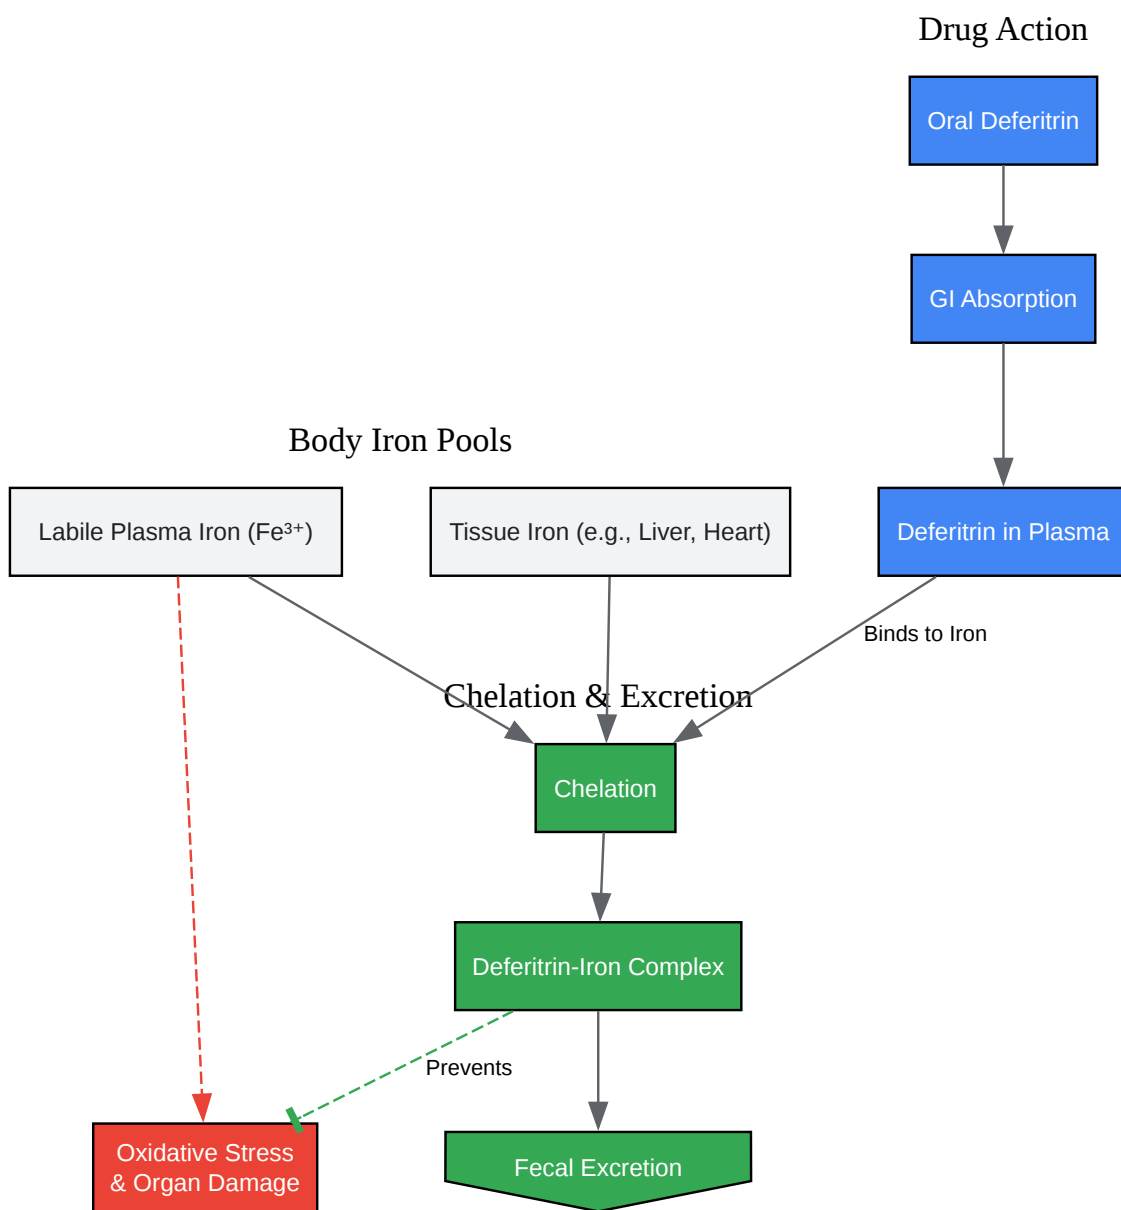 Drug Action
Oral Deferitrin
GI Absorption
Body Iron Pools
Labile Plasma Iron (Fe³⁺)
Tissue Iron (e.g., Liver, Heart)
Deferitrin in Plasma
Binds to Iron
Chelation & Excretion
Chelation
Deferitrin-Iron Complex
Prevents
Oxidative Stress
& Organ Damage
Fecal Excretion